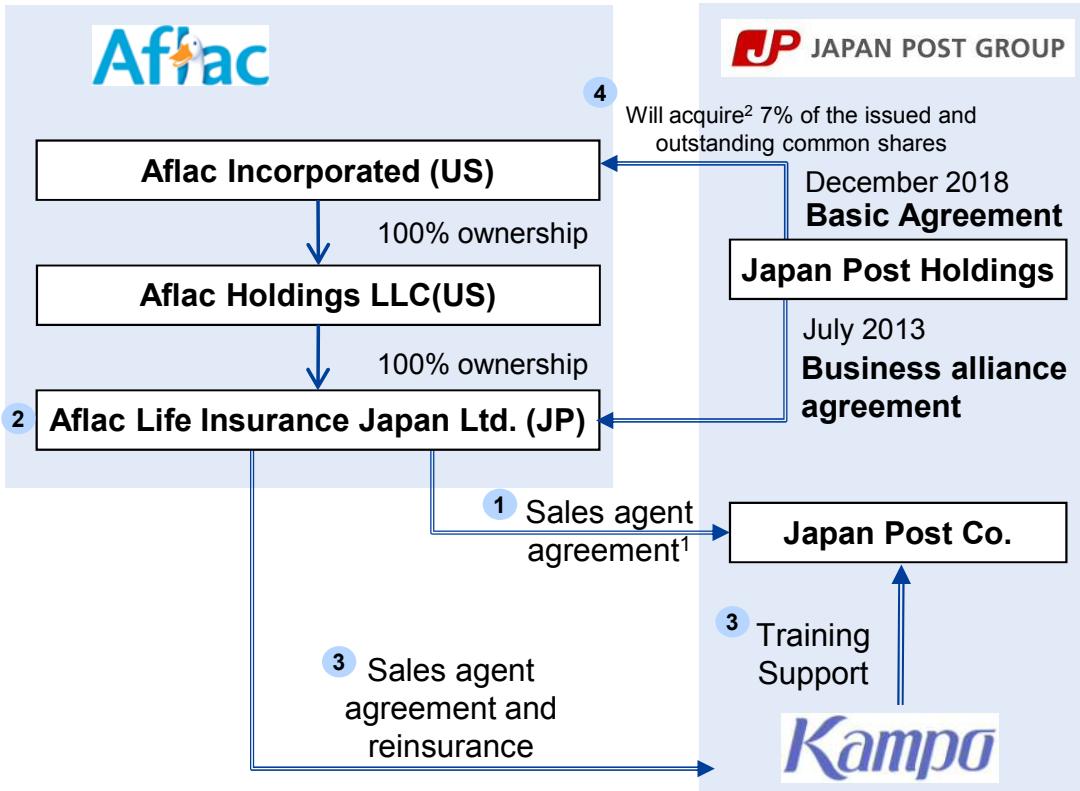 Aflac
JP JAPAN POST GROUP
4
Will acquire² 7% of the issued and
outstanding common shares
Aflac Incorporated (US)
December 2018
Basic Agreement
100% ownership
Japan Post Holdings
Aflac Holdings LLC(US)
July 2013
Business alliance
agreement
100% ownership
2
Aflac Life Insurance Japan Ltd. (JP)
1
Sales agent
agreement¹
Japan Post Co.
3
Training
Support
3
Sales agent
agreement and
reinsurance
Kampo